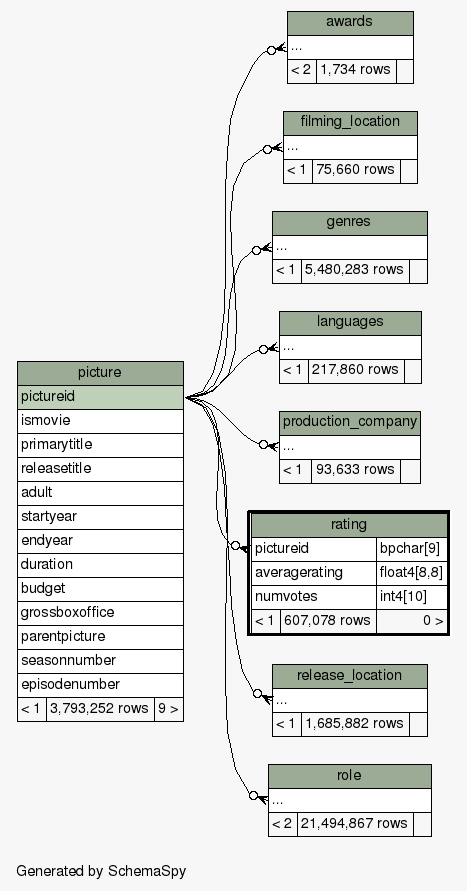 awards
...
< 2 1,734 rows
filming_location
...
< 1 75,660 rows
genres
...
< 1 5,480,283 rows
languages
...
< 1 217,860 rows
picture
pictureid
ismovie
primarytitle
releasetitle
adult
startyear
endyear
duration
budget
grossboxoffice
parentpicture
seasonnumber
episodenumber
< 1 3,793,252 rows 9 >
production_company
...
< 1 93,633 rows
rating
pictureid bpchar[9]
averagerating float4[8,8]
numvotes int4[10]
< 1 607,078 rows 0 >
release_location
...
< 1 1,685,882 rows
role
...
< 2 21,494,867 rows
Generated by SchemaSpy